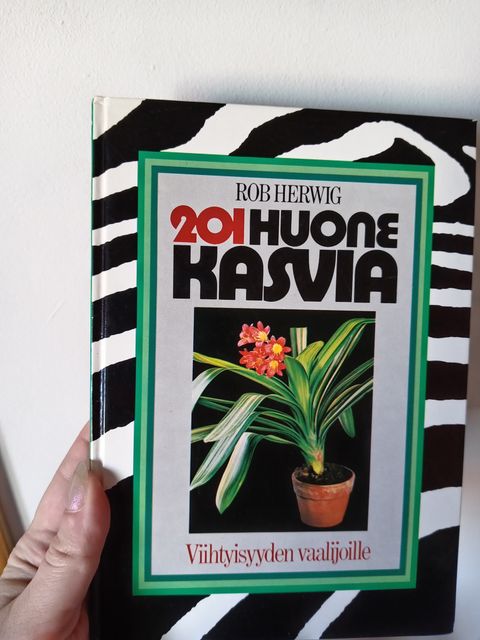 ROB HERWIG
201 HUONE
KASVIA
Viihtyisyyden vaalijoille